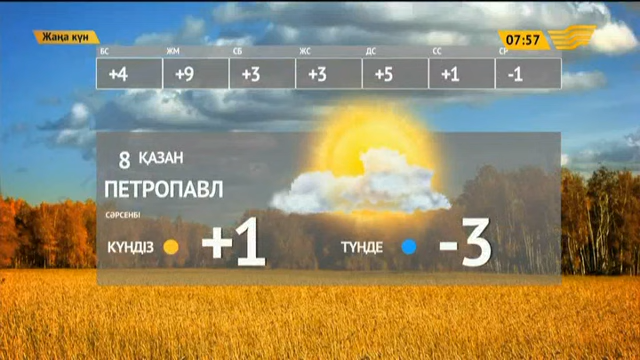 Жаңа күн
07:57
БС ЖМ СБ ЖС ДС СС СР
+4 +9 +3 +3 +5 +1 -1
8 ҚАЗАН
ПЕТРОПАВЛ
СӘРСЕНБІ
КҮНДІЗ +1 ТҮНДЕ -3